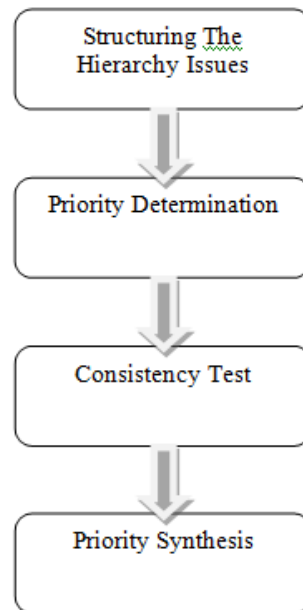 Structuring The
Hierarchy Issues
Priority Determination
Consistency Test
Priority Synthesis